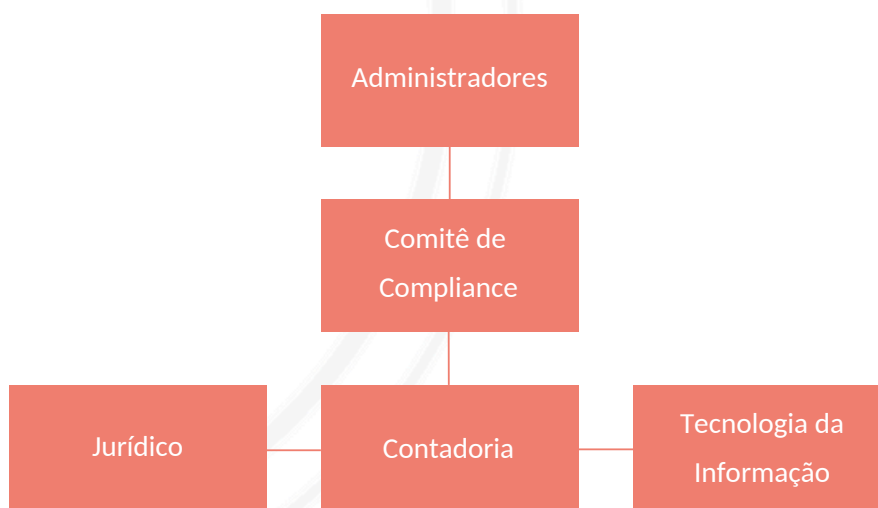 Administradores
Comitê de
Compliance
Jurídico
Contadoria
Tecnologia da
Informação